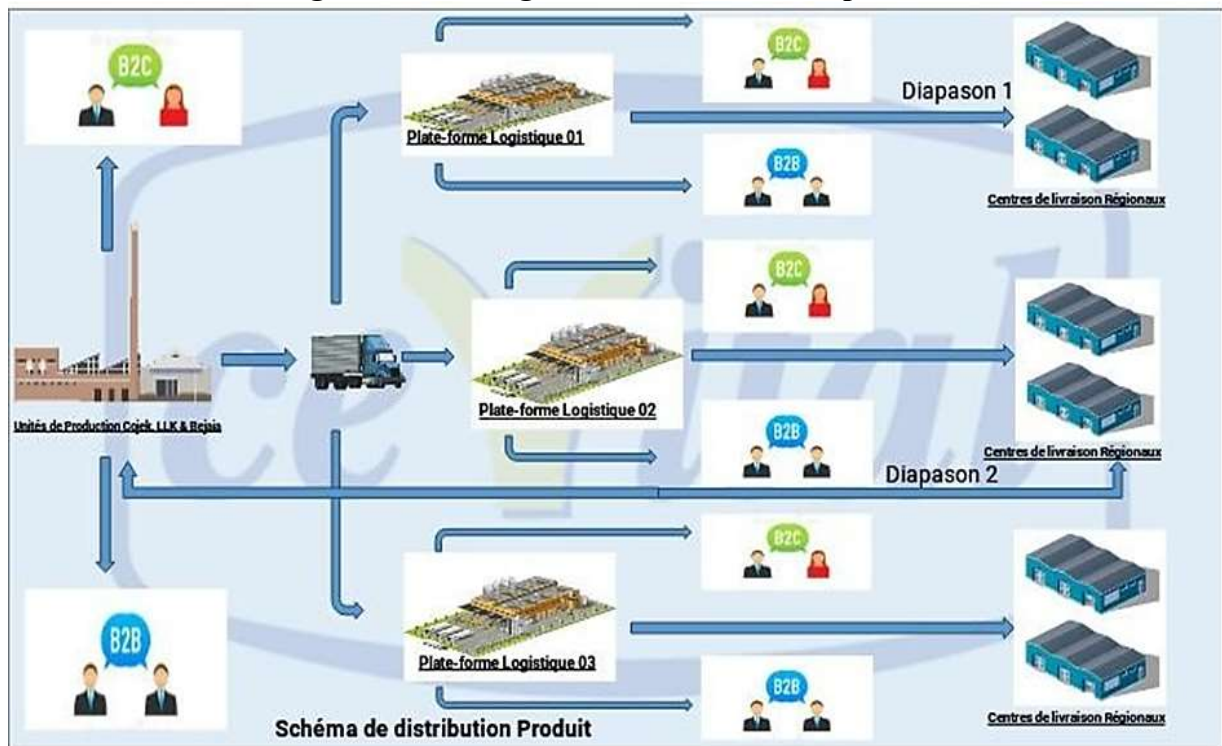 B2C
B2C
Plate-forme Logistique 01
Diapason 1
B2B
Centres de livraison Régionaux
B2C
Unités de Production Cojek, LLK & Bejaia
Plate-forme Logistique 02
B2B
Centres de livraison Régionaux
Diapason 2
B2C
B2B
Plate-forme Logistique 03
B2B
Centres de livraison Régionaux
Schéma de distribution Produit
cevital